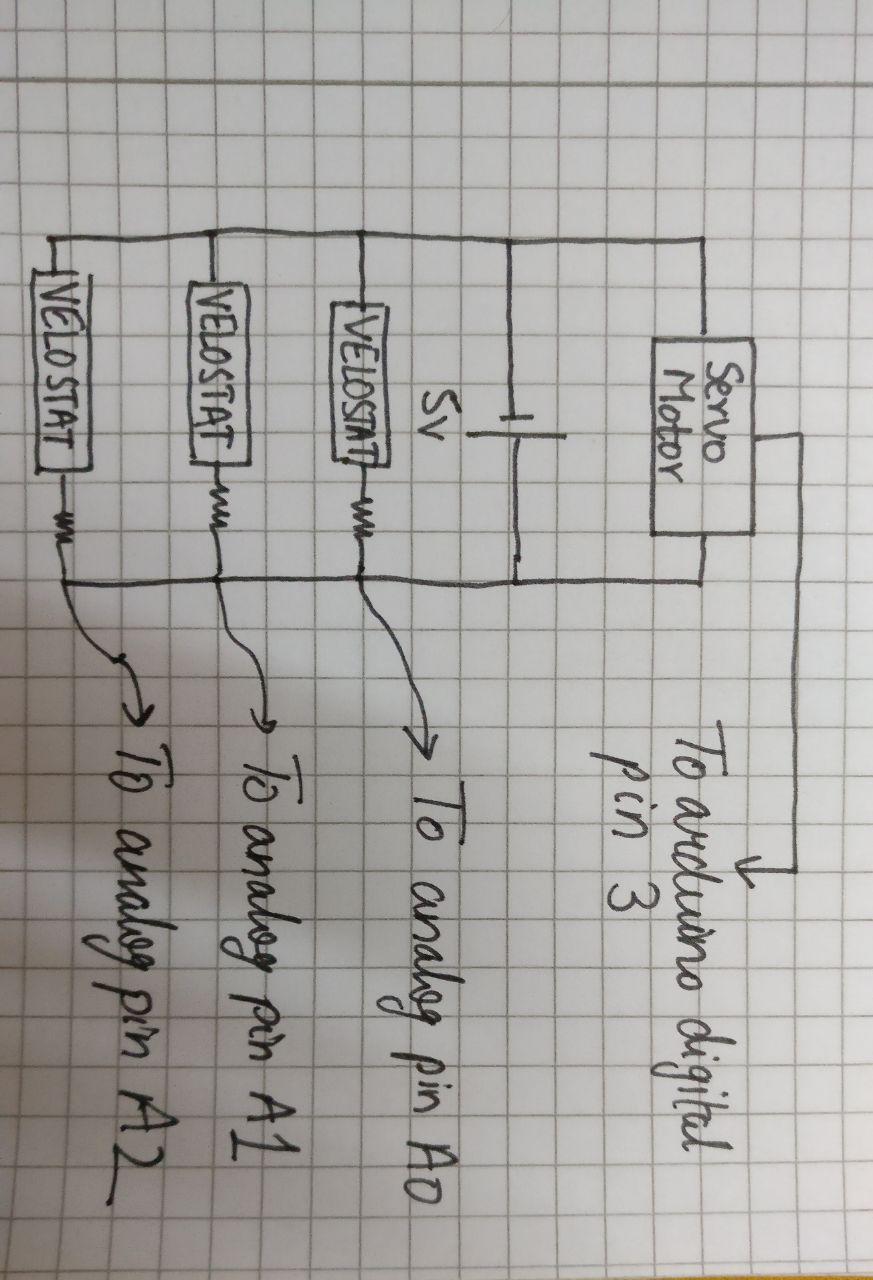 Servo
Motor
To arduino digital
pin 3
5v
VELOSTAT
To analog pin A0
VELOSTAT
To analog pin A1
VELOSTAT
To analog pin A2